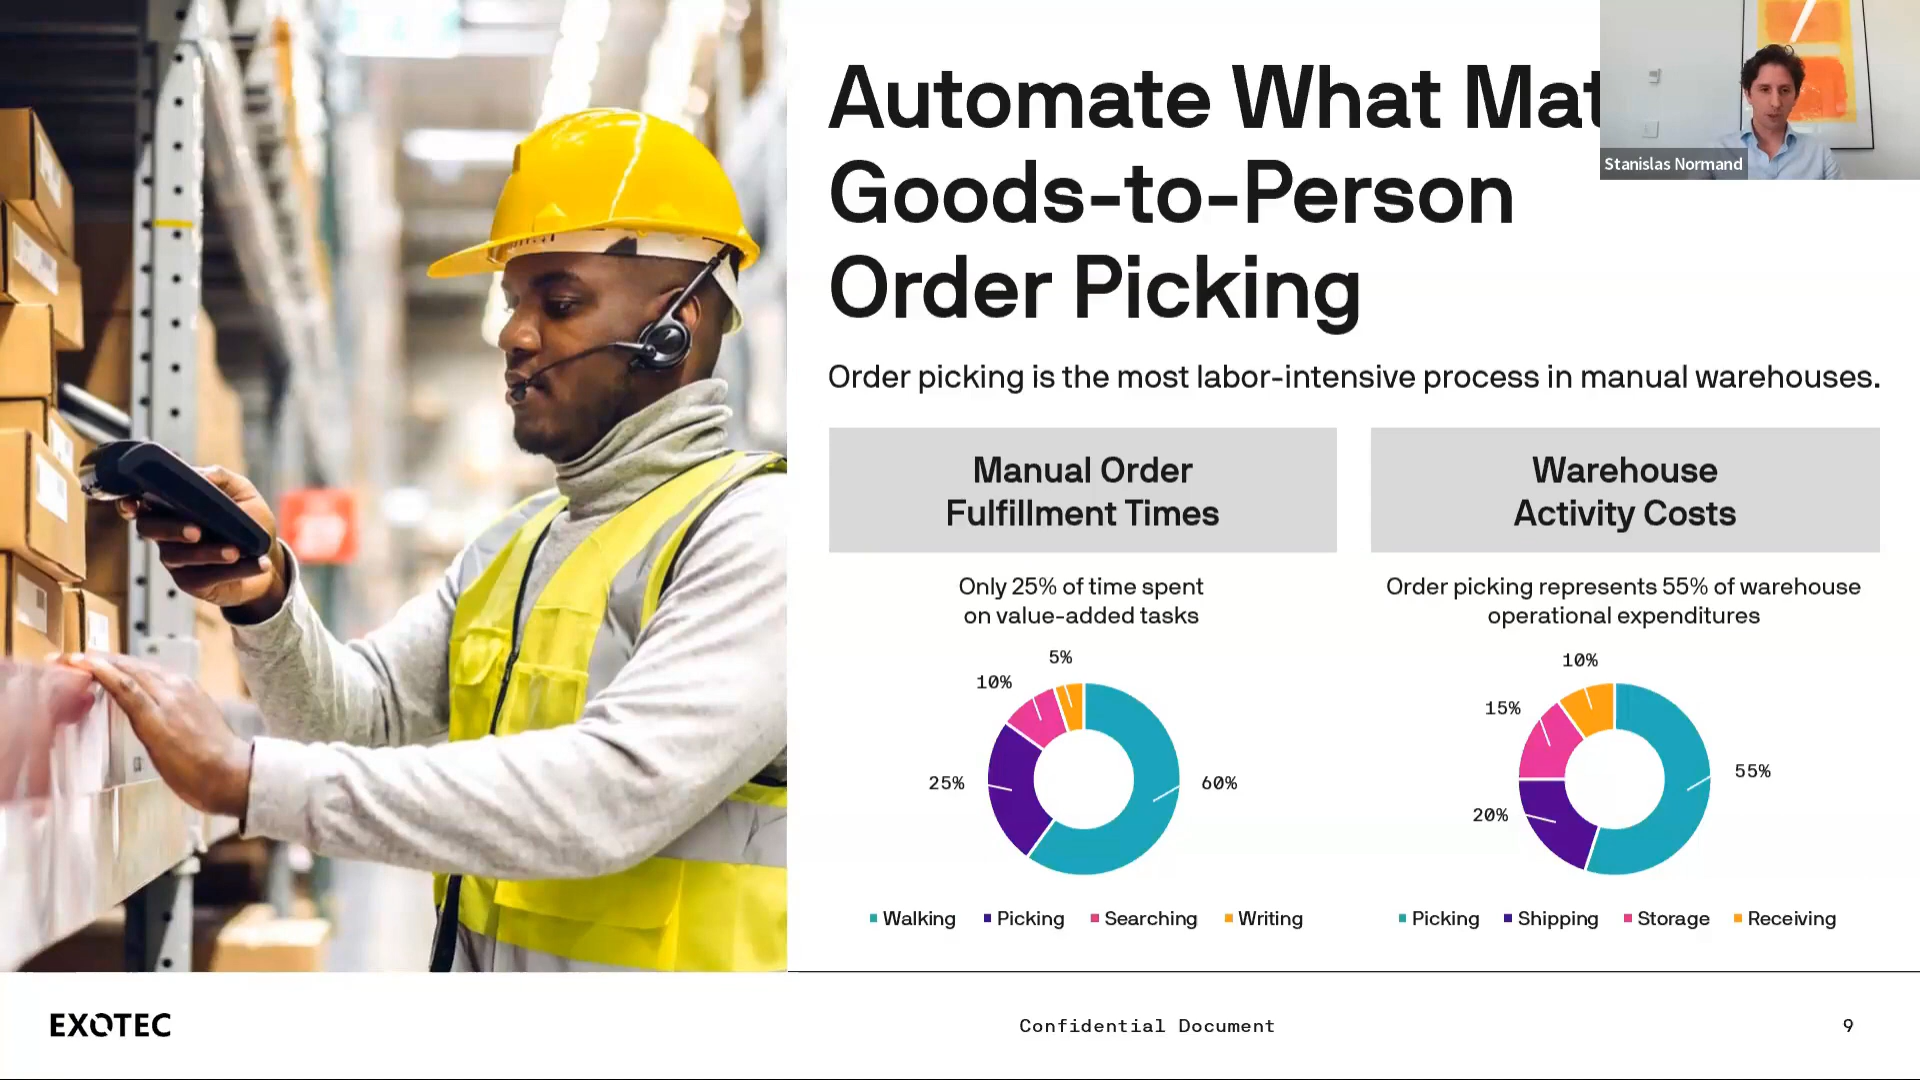 Automate What Mat
Goods-to-Person
Order Picking
Stanislas Normand
Order picking is the most labor-intensive process in manual warehouses.
Manual Order
Fulfillment Times
Only 25% of time spent
on value-added tasks
5%
10%
25%
60%
Walking Picking Searching Writing
Warehouse
Activity Costs
Order picking represents 55% of warehouse
operational expenditures
10%
15%
20%
55%
Picking Shipping Storage Receiving
EXOTEC
Confidential Document
9